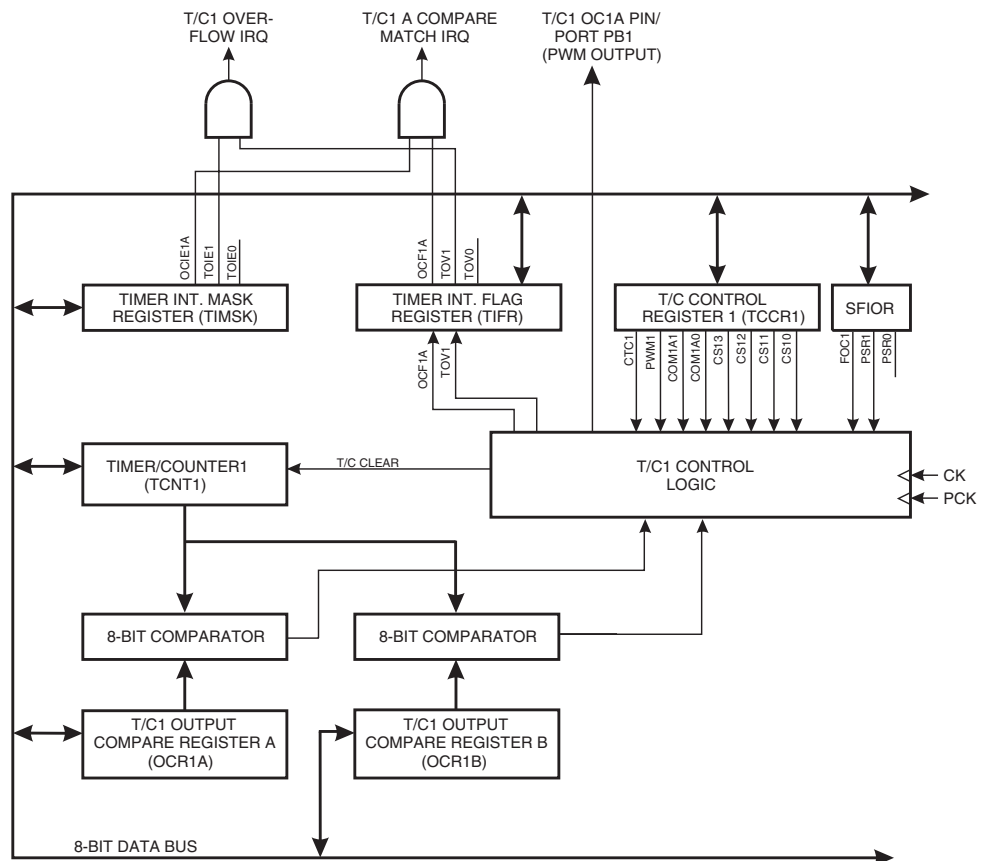 T/C1 OVER-
FLOW IRQ
T/C1 A COMPARE
MATCH IRQ
T/C1 OC1A PIN/
PORT PB1
(PWM OUTPUT)
OCIE1A
TOIE1
TOIE0
OCF1A
TOV1
TOV0
TIMER INT. MASK
REGISTER (TIMSK)
TIMER INT. FLAG
REGISTER (TIFR)
T/C CONTROL
REGISTER 1 (TCCR1)
SFIOR
OCF1A
TOV1
CTC1
PWM1
COM1A1
COM1A0
CS13
CS12
CS11
CS10
FOC1
PSR1
PSR0
TIMER/COUNTER1
(TCNT1)
T/C CLEAR
T/C1 CONTROL
LOGIC
CK
PCK
8-BIT COMPARATOR
8-BIT COMPARATOR
T/C1 OUTPUT
COMPARE REGISTER A
(OCR1A)
T/C1 OUTPUT
COMPARE REGISTER B
(OCR1B)
8-BIT DATA BUS